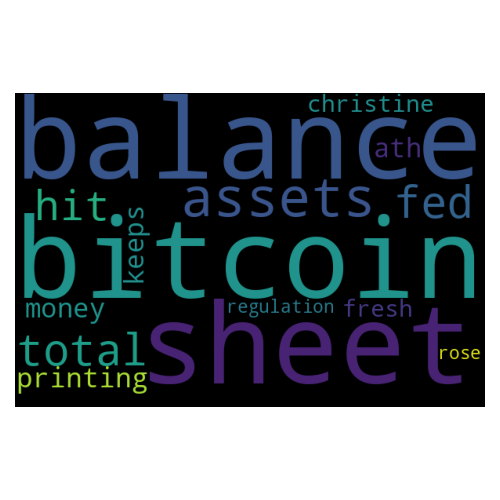 christine
balance
ath
assets
hit
fed
keeps
bitcoin
money
regulation
fresh
sheet
total
rose
printing